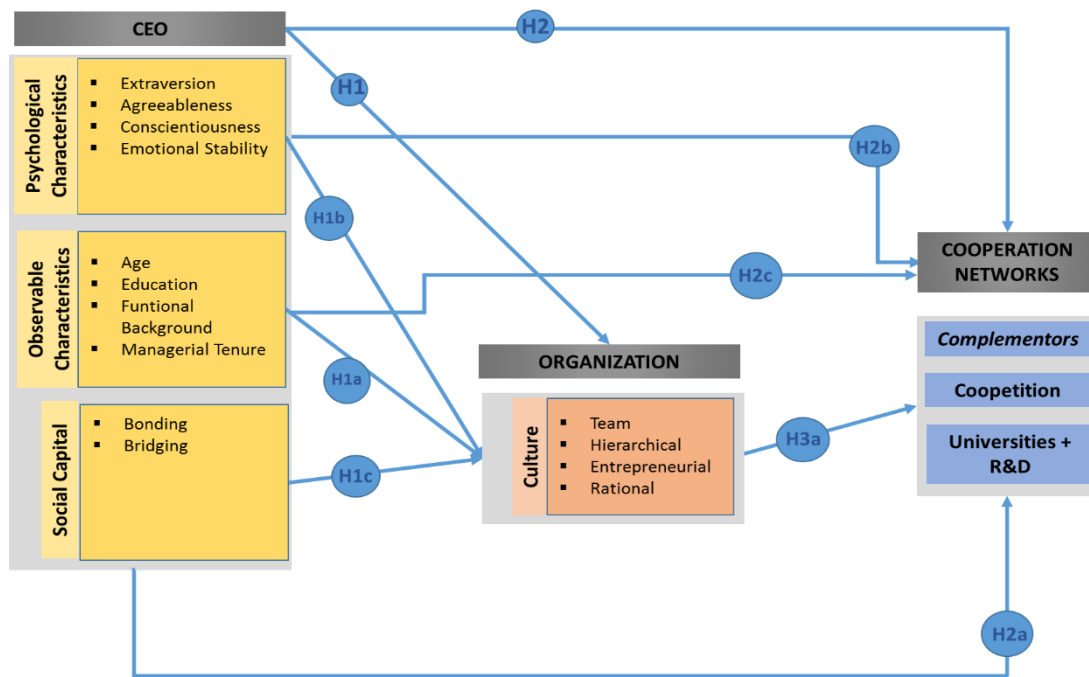 CEO
H2
H1
Psychological
Characteristics
▪ Extraversion
▪ Agreeableness
▪ Conscientiousness
▪ Emotional Stability
H2b
H1b
Observable
Characteristics
▪ Age
▪ Education
▪ Funtional
Background
▪ Managerial Tenure
COOPERATION
NETWORKS
H2c
H1a
ORGANIZATION
Complementors
Coopetition
Universities +
R&D
Social Capital
▪ Bonding
▪ Bridging
H1c
Culture
▪ Team
▪ Hierarchical
▪ Entrepreneurial
▪ Rational
H3a
H2a